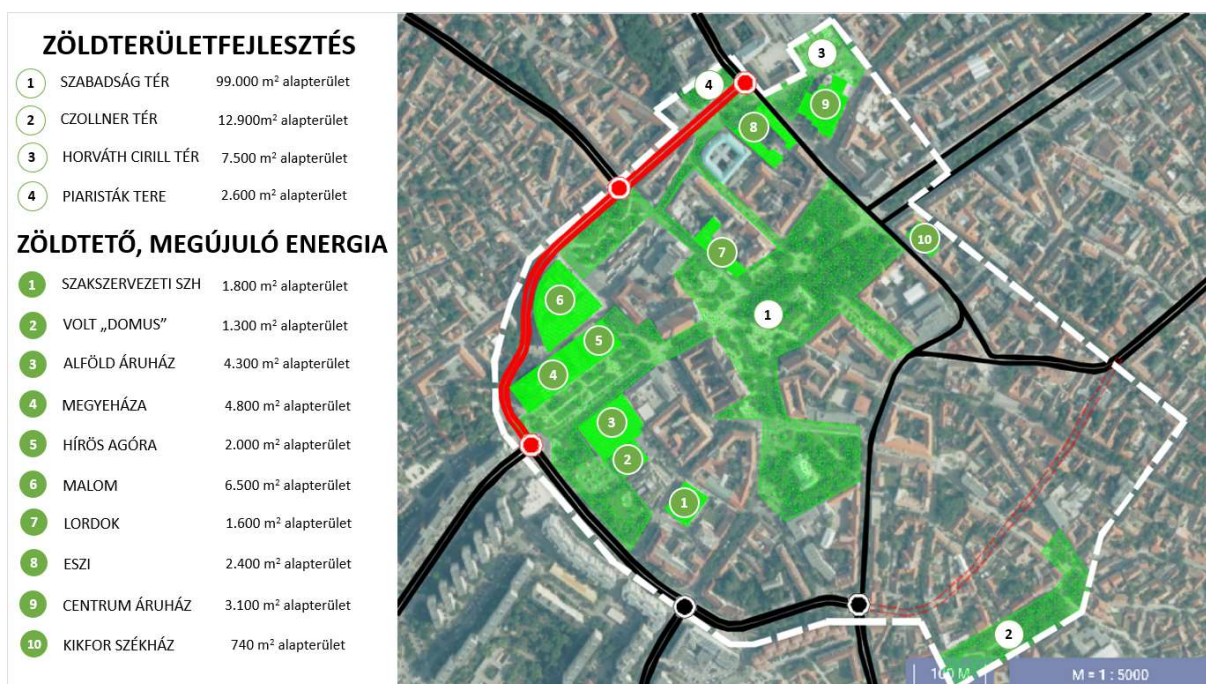 ZÖLDTERÜLETFEJLESZTÉS
1 SZABADSÁG TÉR 99.000 m² alapterület
2 CZOLLNER TÉR 12.900m² alapterület
3 HORVÁTH CIRILL TÉR 7.500 m² alapterület
4 PIARISTÁK TERE 2.600 m² alapterület
ZÖLDTETŐ, MEGÚJULÓ ENERGIA
1 SZAKSZERVEZETI SZH 1.800 m² alapterület
2 VOLT „DOMUS” 1.300 m² alapterület
3 ALFÖLD ÁRUHÁZ 4.300 m² alapterület
4 MEGYEHÁZA 4.800 m² alapterület
5 HÍRÖS AGÓRA 2.000 m² alapterület
6 MALOM 6.500 m² alapterület
7 LORDOK 1.600 m² alapterület
8 ESZI 2.400 m² alapterület
9 CENTRUM ÁRUHÁZ 3.100 m² alapterület
10 KIKFOR SZÉKHÁZ 740 m² alapterület
3
4
9
8
10
7
6
1
5
4
3
2
1
2
100 M
M = 1 : 5000